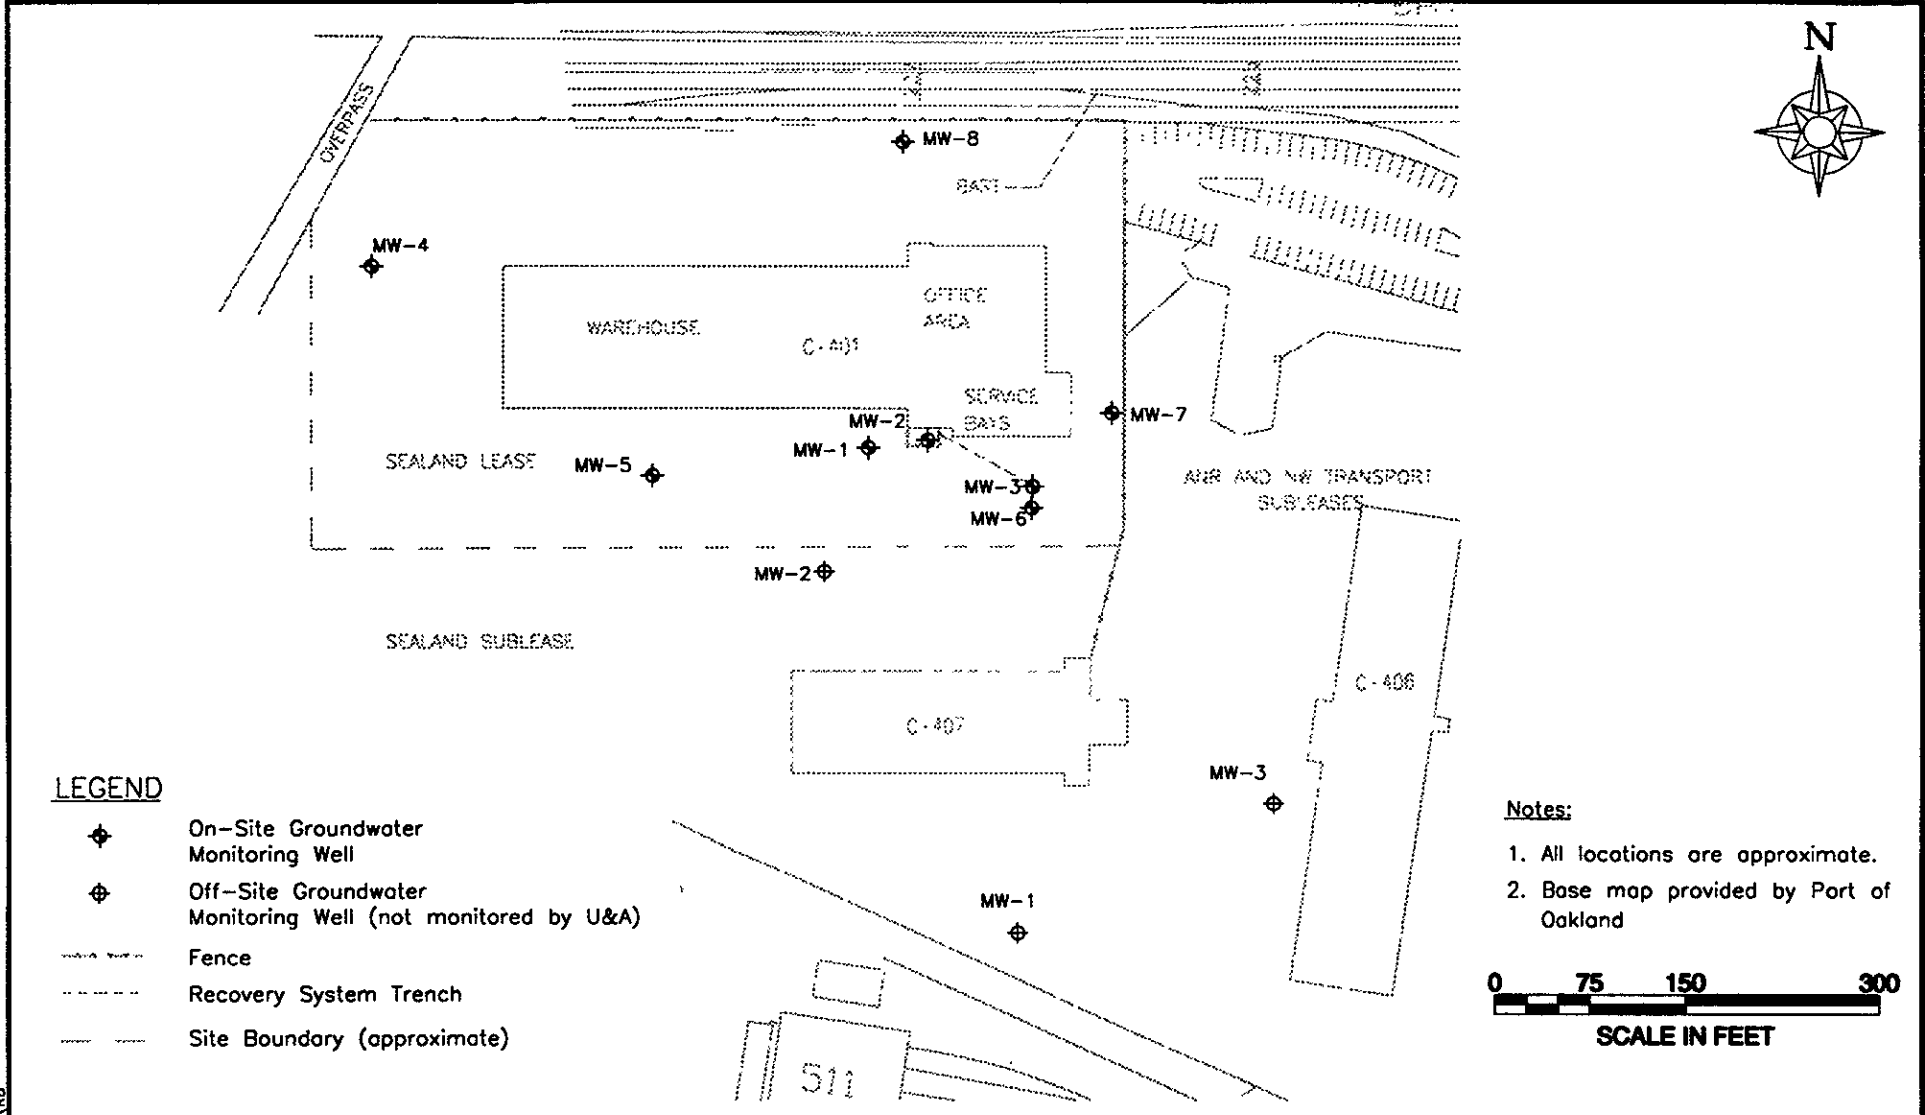 N
OVERPASS
MW-8
EAST
MW-4
OFFICE
AREA
WAREHOUSE
C-401
SERVICE
BAYS
MW-2
MW-7
MW-1
SEALAND LEASE
MW-5
MW-3
MW-6
ANR AND NW TRANSPORT
SUBLEASES
MW-2
SEALAND SUBLEASE
C-406
C-407
MW-3
MW-1
511
LEGEND
On-Site Groundwater
Monitoring Well
Off-Site Groundwater
Monitoring Well (not monitored by U&A)
Fence
Recovery System Trench
Site Boundary (approximate)
Notes:
1. All locations are approximate.
2. Base map provided by Port of
Oakland
0 75 150 300
SCALE IN FEET